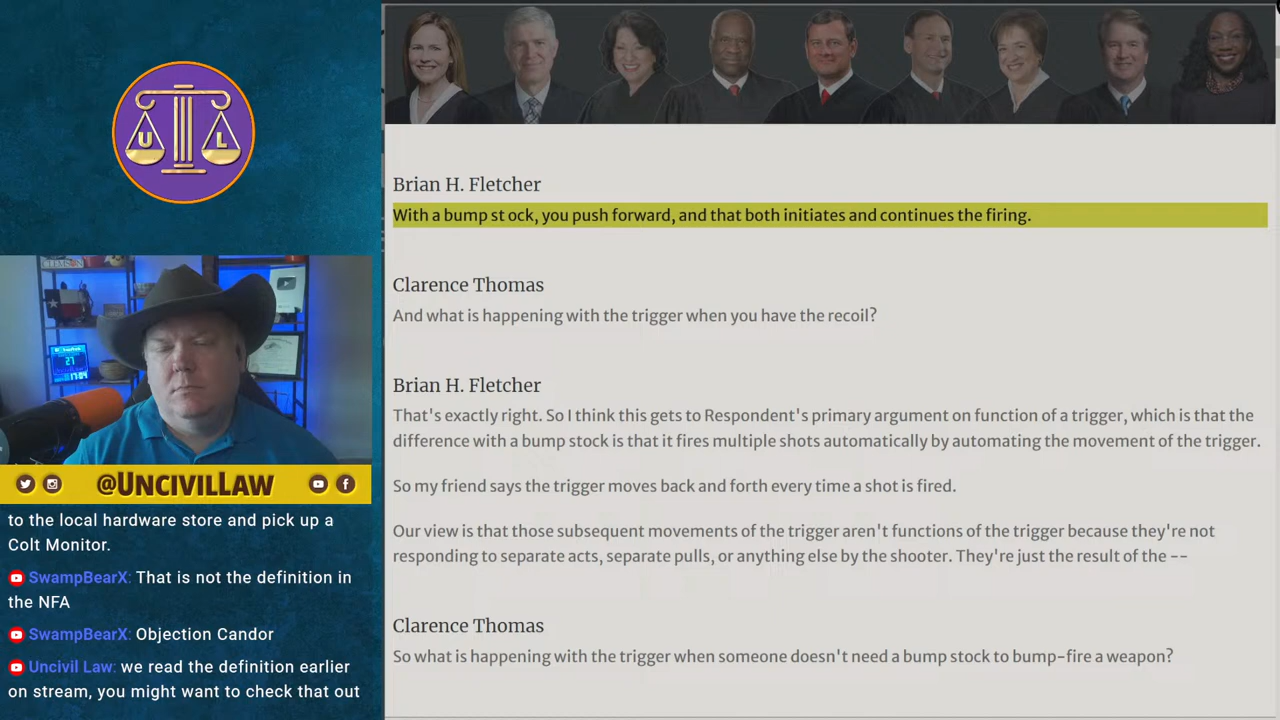 U L
27
17:04
@UNCIVILLAW
to the local hardware store and pick up a
Colt Monitor.
SwampBearX: That is not the definition in
the NFA
SwampBearX: Objection Candor
Uncivil Law: we read the definition earlier
on stream, you might want to check that out
Brian H. Fletcher
With a bump st ock, you push forward, and that both initiates and continues the firing.
Clarence Thomas
And what is happening with the trigger when you have the recoil?
Brian H. Fletcher
That's exactly right. So I think this gets to Respondent's primary argument on function of a trigger, which is that the
difference with a bump stock is that it fires multiple shots automatically by automating the movement of the trigger.
So my friend says the trigger moves back and forth every time a shot is fired.
Our view is that those subsequent movements of the trigger aren't functions of the trigger because they're not
responding to separate acts, separate pulls, or anything else by the shooter. They're just the result of the --
Clarence Thomas
So what is happening with the trigger when someone doesn't need a bump stock to bump-fire a weapon?